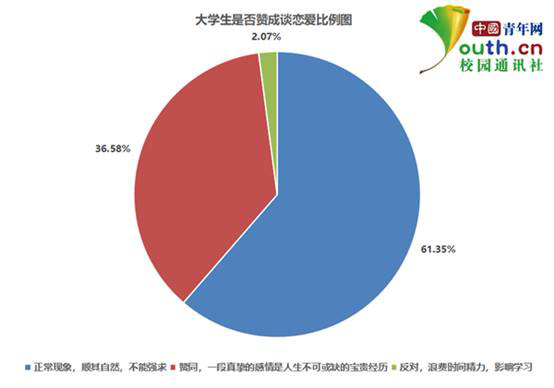 大学生是否赞成谈恋爱比例图
中國青年网
outh.cn
校园通讯社
2.07%
36.58%
61.35%
正常现象，顺其自然，不能强求 赞同，一段真挚的感情是人生不可或缺的宝贵经历 反对，浪费时间精力，影响学习